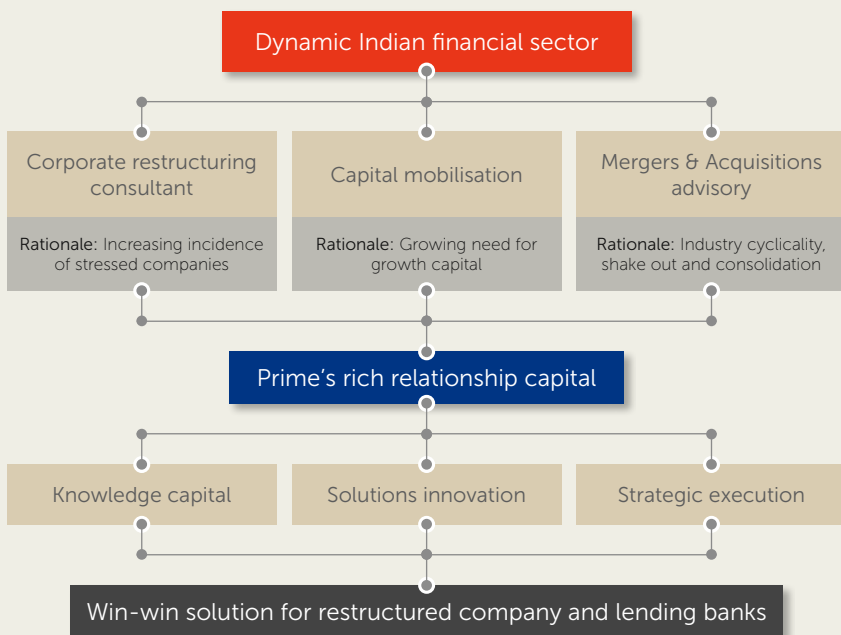 Dynamic Indian financial sector
Corporate restructuring
consultant
Rationale: Increasing incidence
of stressed companies
Capital mobilisation
Rationale: Growing need for
growth capital
Mergers & Acquisitions
advisory
Rationale: Industry cyclicality,
shake out and consolidation
Prime’s rich relationship capital
Knowledge capital
Solutions innovation
Strategic execution
Win-win solution for restructured company and lending banks